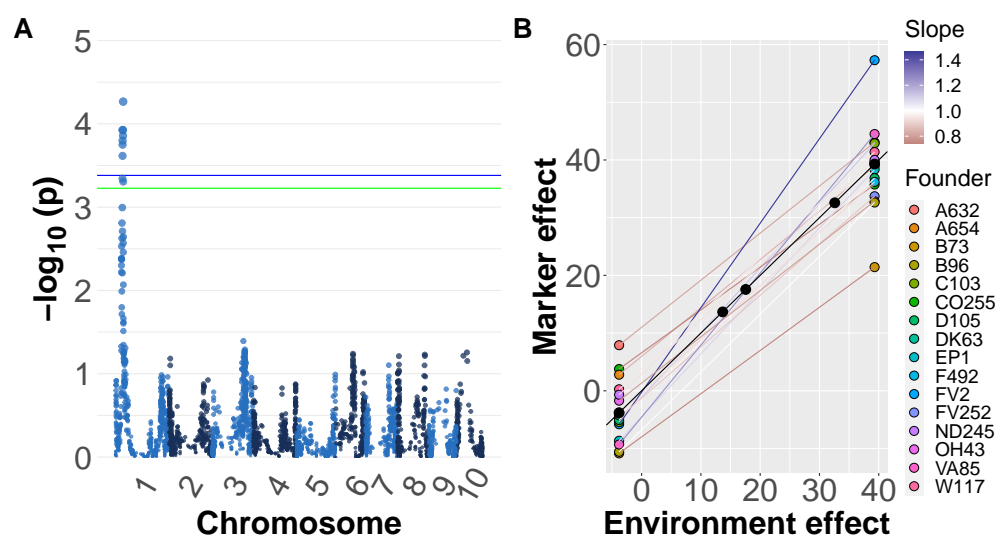 A
5
4
3
2
1
0
−log10 (p)
1 2 3 4 5 6 7 8 9 10
Chromosome
B
60
40
20
0
Marker effect
0 10 20 30 40
Environment effect
Slope
1.4
1.2
1.0
0.8
Founder
A632
A654
B73
B96
C103
CO255
D105
DK63
EP1
F492
FV2
FV252
ND245
OH43
VA85
W117